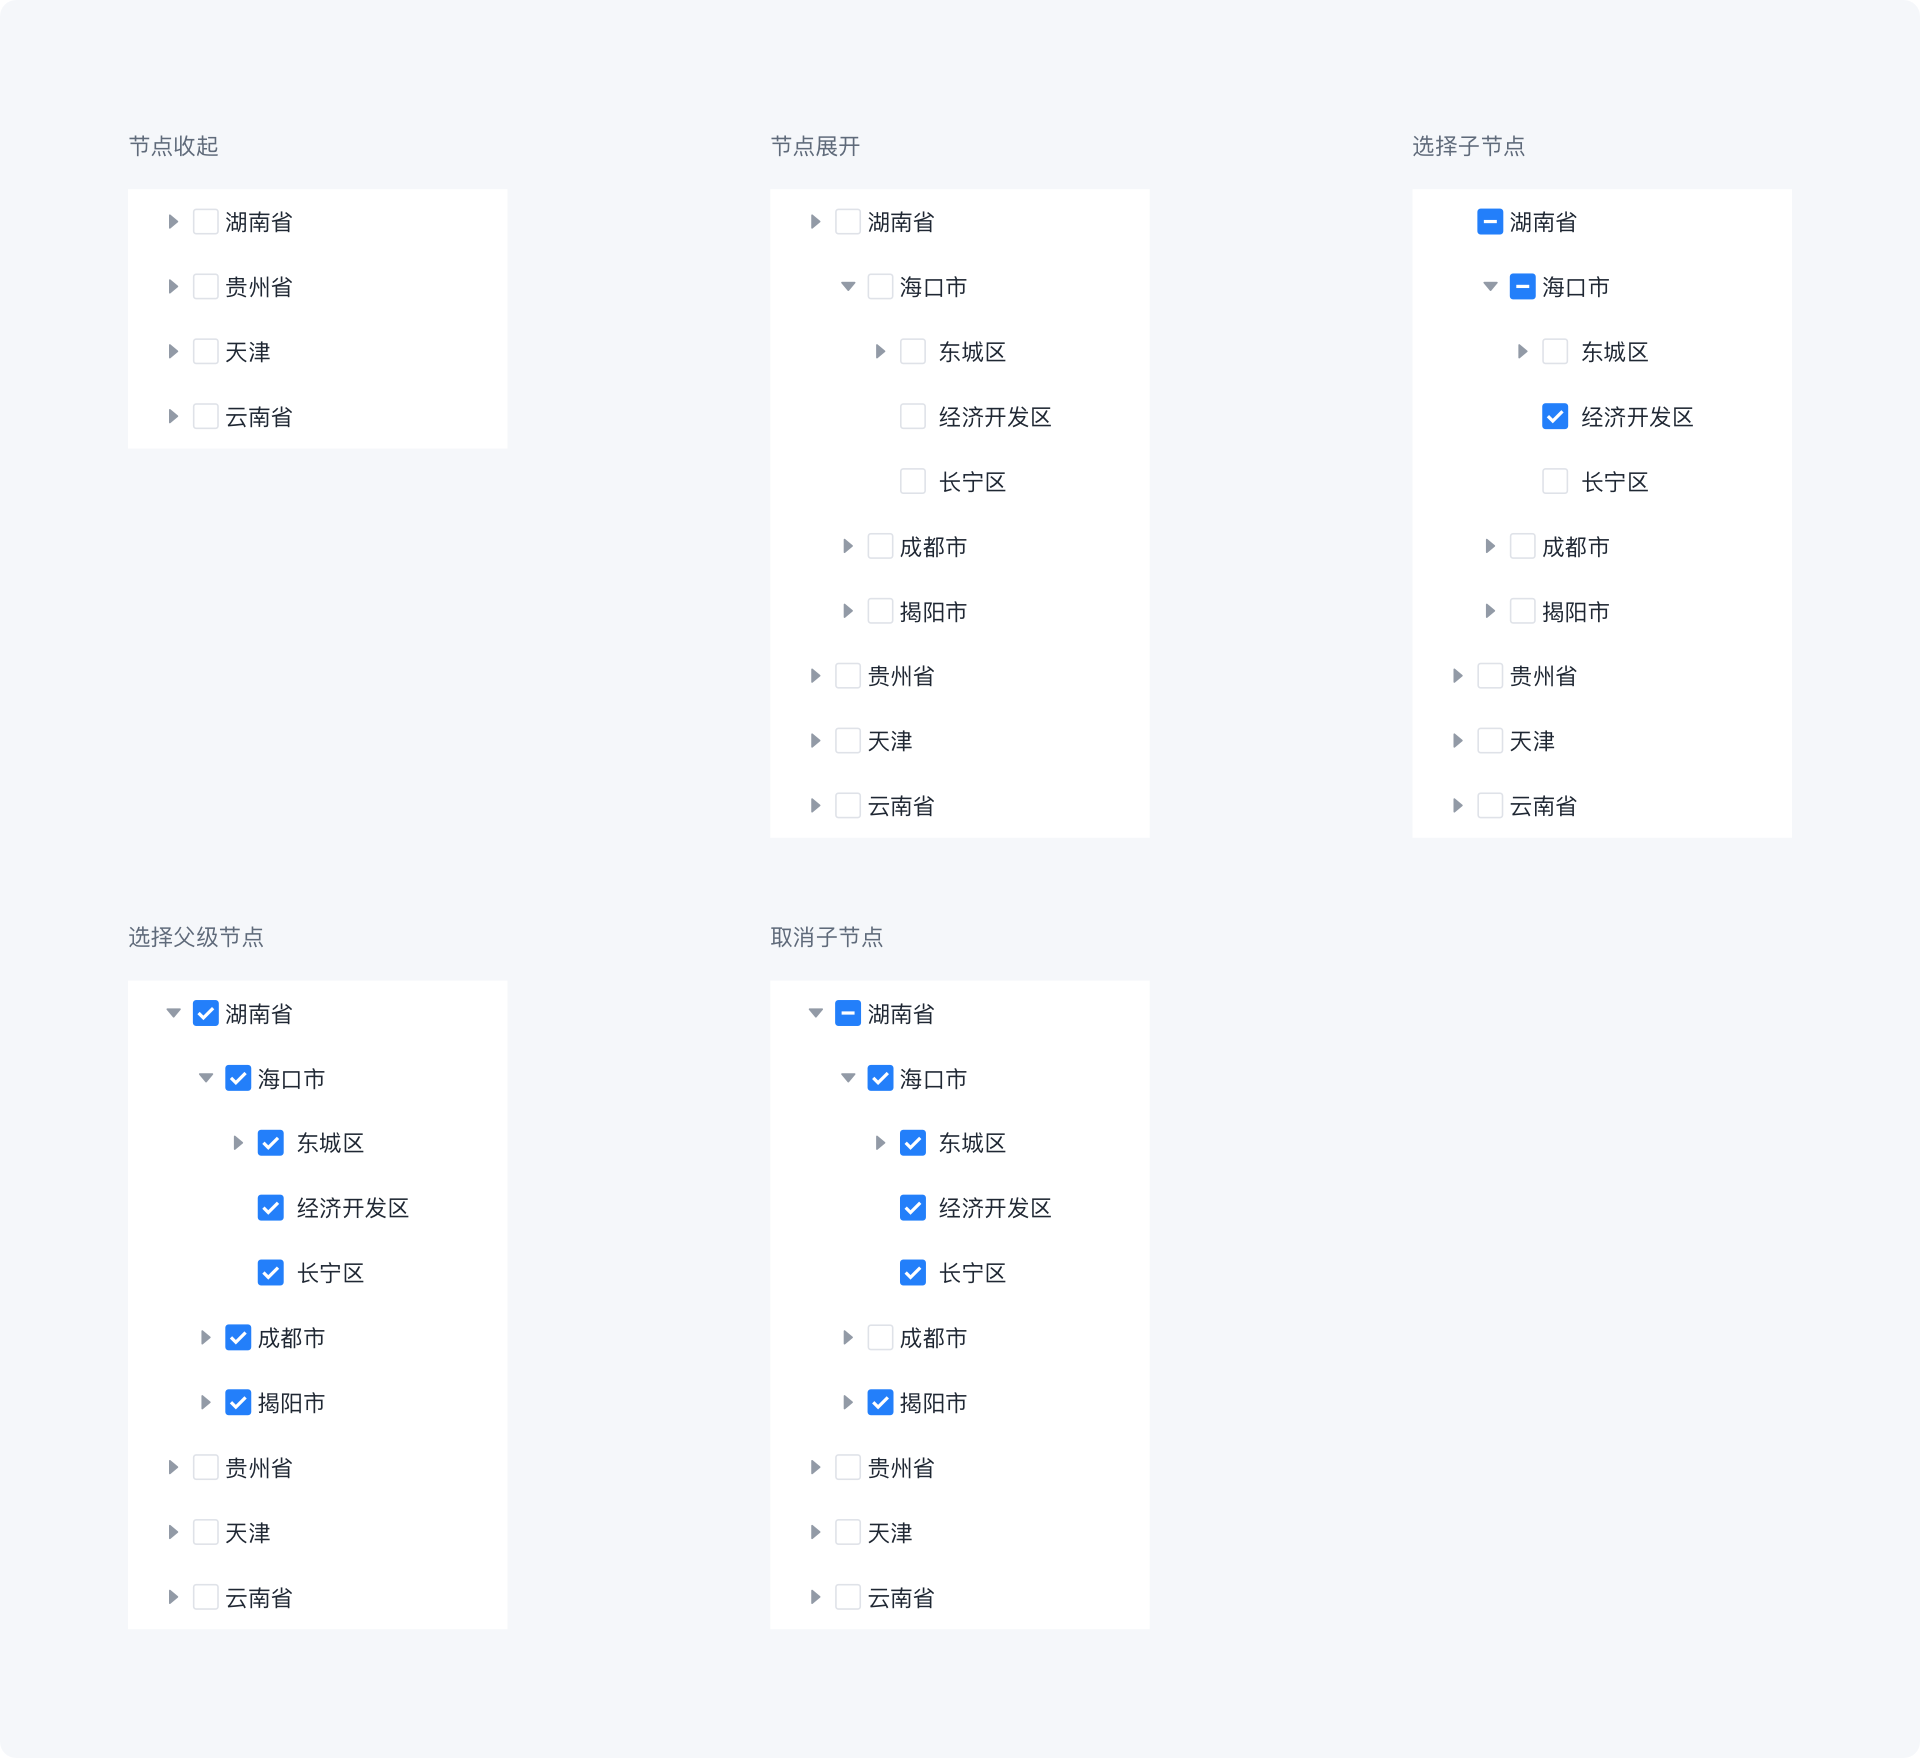 节点收起
湖南省
贵州省
天津
云南省
节点展开
湖南省
海口市
东城区
经济开发区
长宁区
成都市
揭阳市
贵州省
天津
云南省
选择子节点
湖南省
海口市
东城区
经济开发区
长宁区
成都市
揭阳市
贵州省
天津
云南省
选择父级节点
湖南省
海口市
东城区
经济开发区
长宁区
成都市
揭阳市
贵州省
天津
云南省
取消子节点
湖南省
海口市
东城区
经济开发区
长宁区
成都市
揭阳市
贵州省
天津
云南省